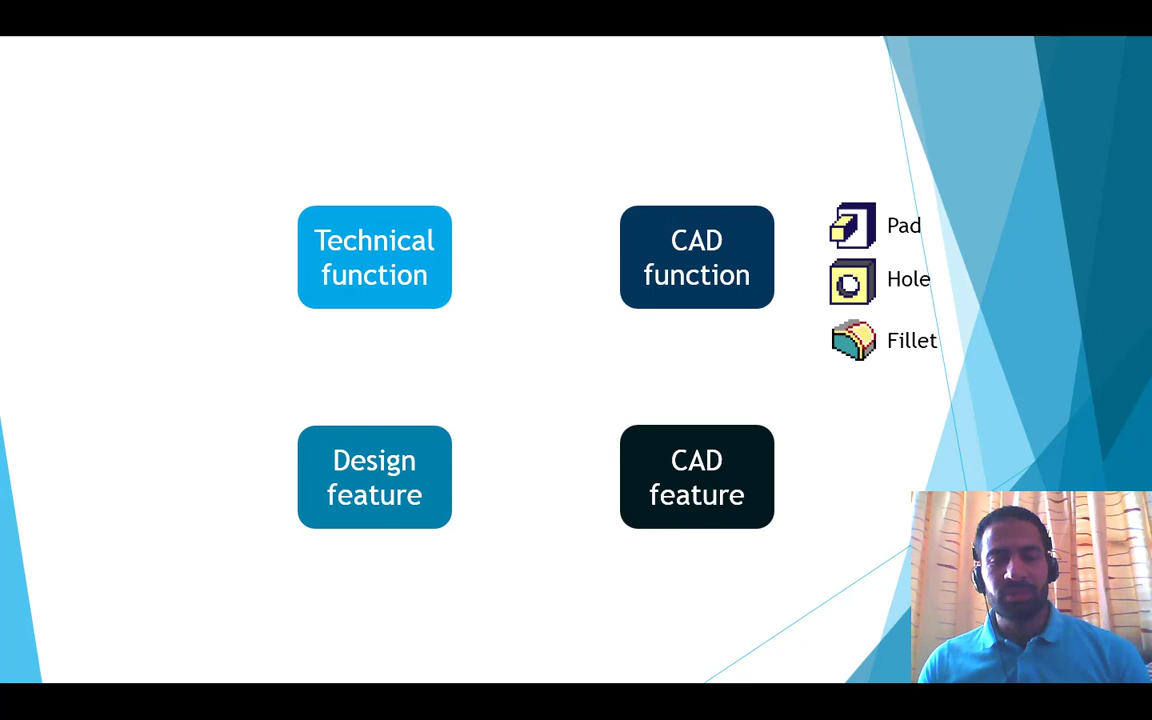 Technical
function
CAD
function
Pad
Hole
Fillet
Design
feature
CAD
feature